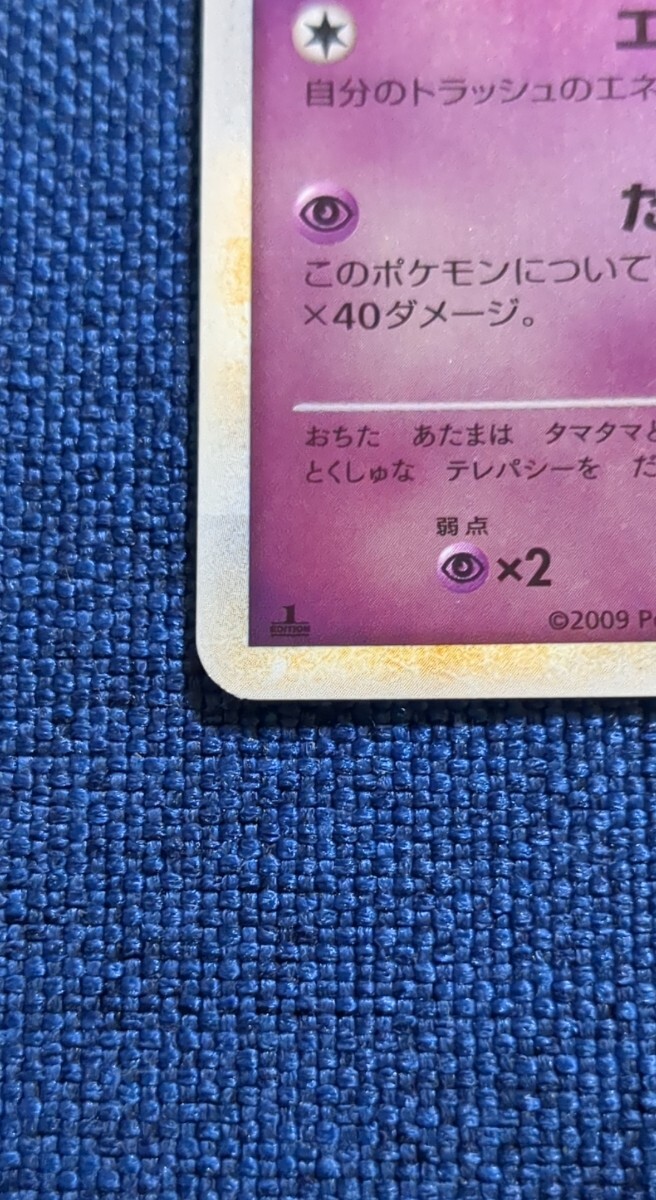 エ
自分のトラッシュのエネ
た
このポケモンについて
×40ダメージ。
おちた　あたまは　タマタマと
とくしゅな　テレパシーを　だ
弱点
×2
1
EDITION
©2009 Po